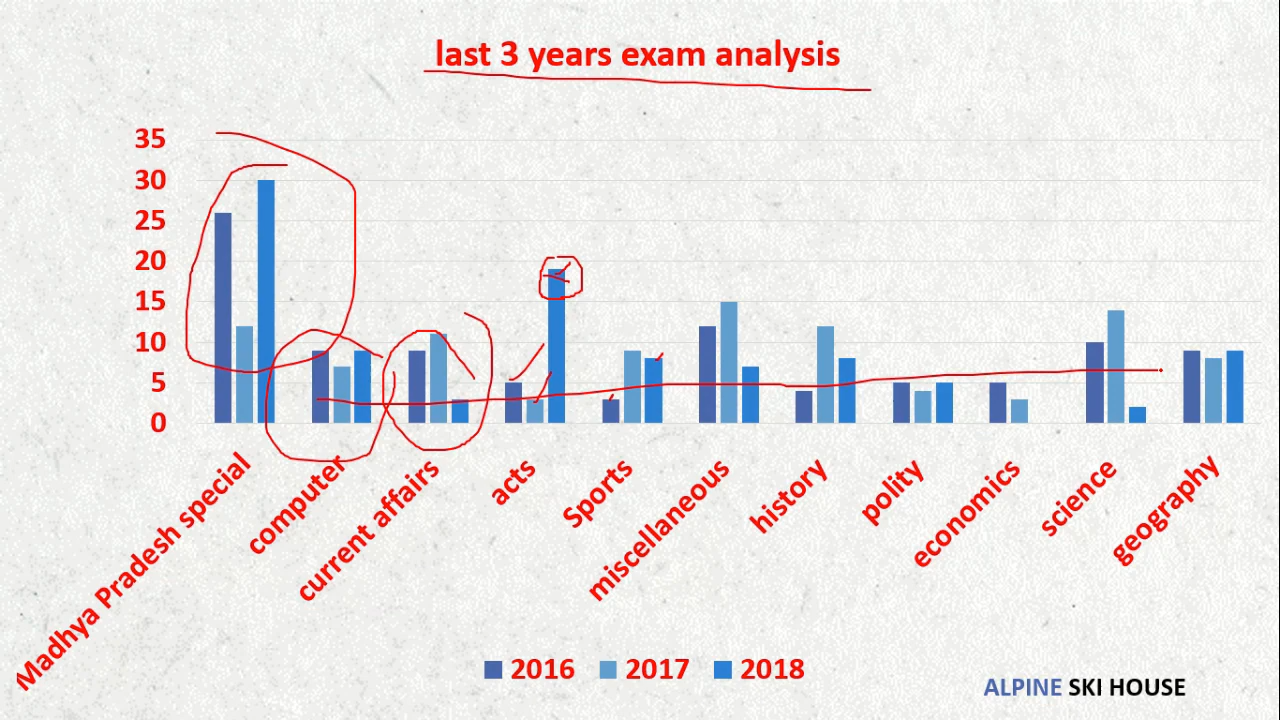 last 3 years exam analysis
35
30
25
20
15
10
5
0
Madhya Pradesh special
computer
current affairs
acts
Sports
miscellaneous
history
polity
economics
science
geography
2016 2017 2018
ALPINE SKI HOUSE